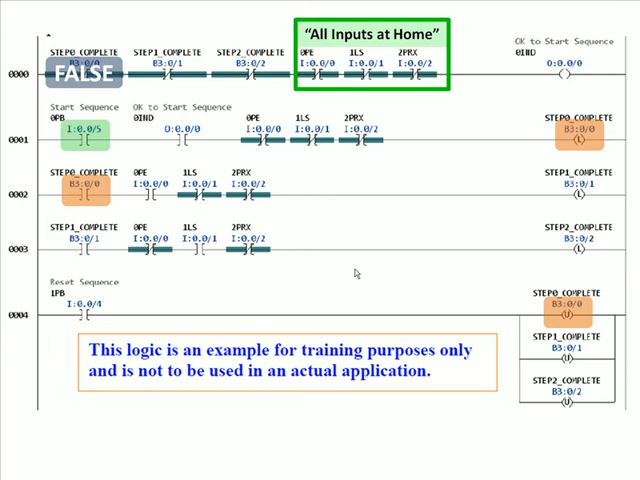 “All Inputs at Home”
STEP0_COMPLETE STEP1_COMPLETE STEP2_COMPLETE 0PE 1LS 2PRX OK to Start Sequence
0IND
B3:0/0 B3:0/1 B3:0/2 I:0.0/0 I:0.0/1 I:0.0/2 O:0.0/0
0000 FALSE
Start Sequence OK to Start Sequence
0PB 0IND 0PE 1LS 2PRX STEP0_COMPLETE
I:0.0/5 O:0.0/0 I:0.0/0 I:0.0/1 I:0.0/2 B3:0/0
0001 L
STEP0_COMPLETE 0PE 1LS 2PRX STEP1_COMPLETE
B3:0/0 I:0.0/0 I:0.0/1 I:0.0/2 B3:0/1
0002 L
STEP1_COMPLETE 0PE 1LS 2PRX STEP2_COMPLETE
B3:0/1 I:0.0/0 I:0.0/1 I:0.0/2 B3:0/2
0003 L
Reset Sequence
1PB STEP0_COMPLETE
I:0.0/4 B3:0/0
0004 U
STEP1_COMPLETE
B3:0/1
U
STEP2_COMPLETE
B3:0/2
U
This logic is an example for training purposes only
and is not to be used in an actual application.